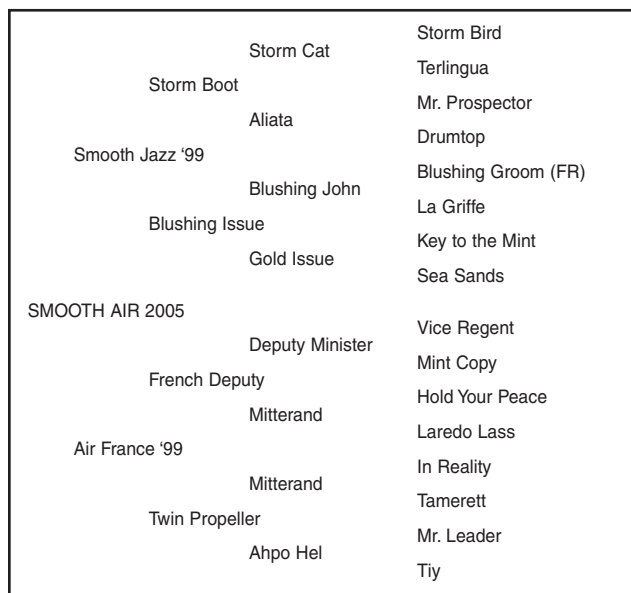 Storm Bird
Storm Cat
Terlingua
Storm Boot
Mr. Prospector
Aliata
Drumtop
Smooth Jazz ‘99
Blushing Groom (FR)
Blushing John
La Griffe
Blushing Issue
Key to the Mint
Gold Issue
Sea Sands
SMOOTH AIR 2005
Vice Regent
Deputy Minister
Mint Copy
French Deputy
Hold Your Peace
Mitterand
Laredo Lass
Air France ‘99
In Reality
Mitterand
Tamerett
Twin Propeller
Mr. Leader
Ahpo Hel
Tiy